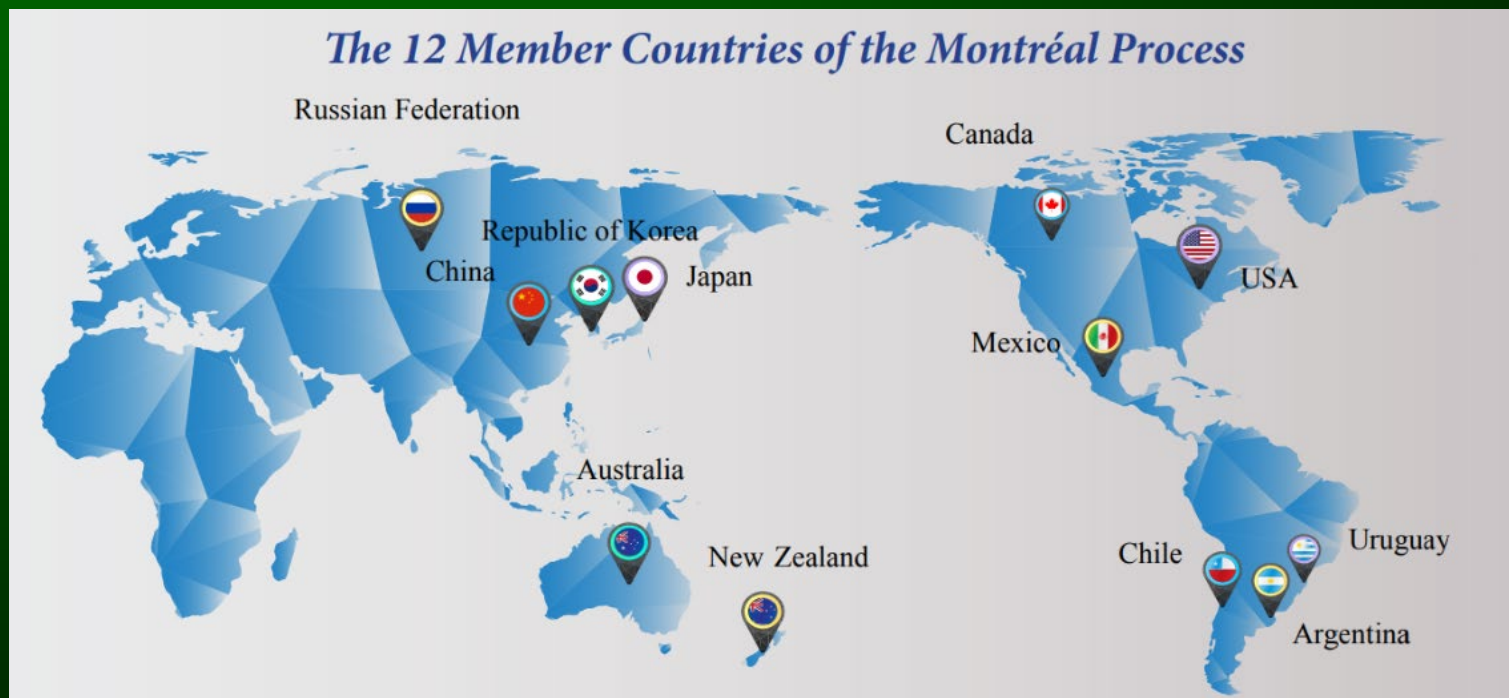 The 12 Member Countries of the Montréal Process
Russian Federation
Canada
Republic of Korea
China
Japan
USA
Mexico
Australia
New Zealand
Chile
Uruguay
Argentina